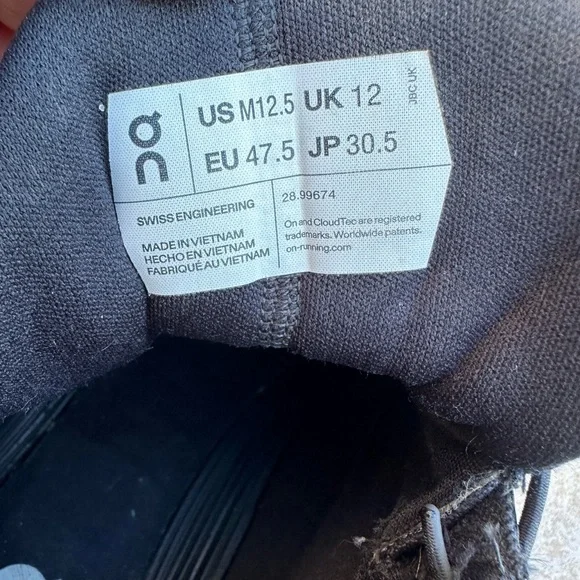 on
US M12.5 UK 12
EU 47.5 JP 30.5
JBC UK
SWISS ENGINEERING
28.99674
MADE IN VIETNAM
HECHO EN VIETNAM
FABRIQUÉ AU VIETNAM
On and CloudTec are registered
trademarks. Worldwide patents.
on-running.com